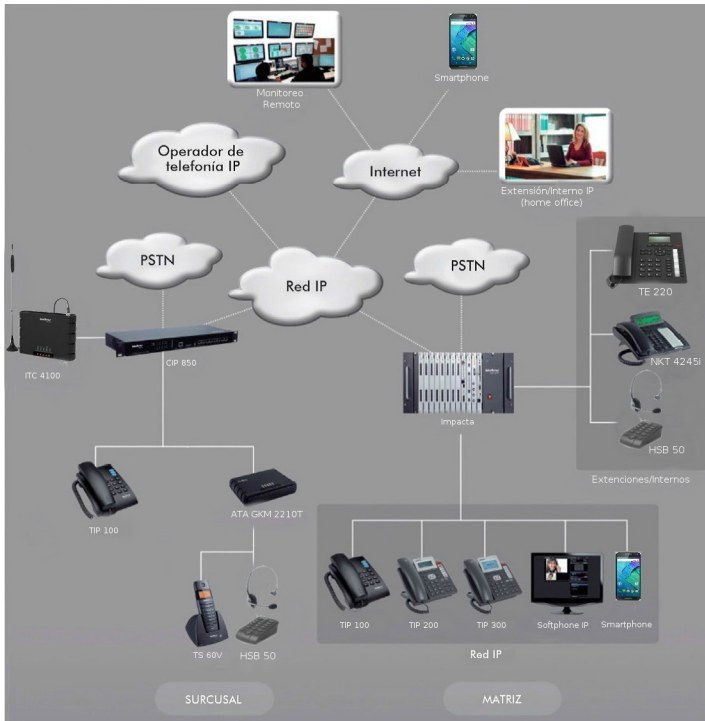 Monitoreo
Remoto
Smartphone
Operador de
telefonía IP
Internet
Extensión/Interno IP
(home office)
PSTN
Red IP
PSTN
TE 220
ITC 4100
CIP 850
NKT 4245i
Impacta
HSB 50
Extenciones/Internos
TIP 100
ATA GKM 2210T
TIP 100
TIP 200
TIP 300
Softphone IP
Smartphone
TS 60V
HSB 50
Red IP
SURCUSAL
MATRIZ